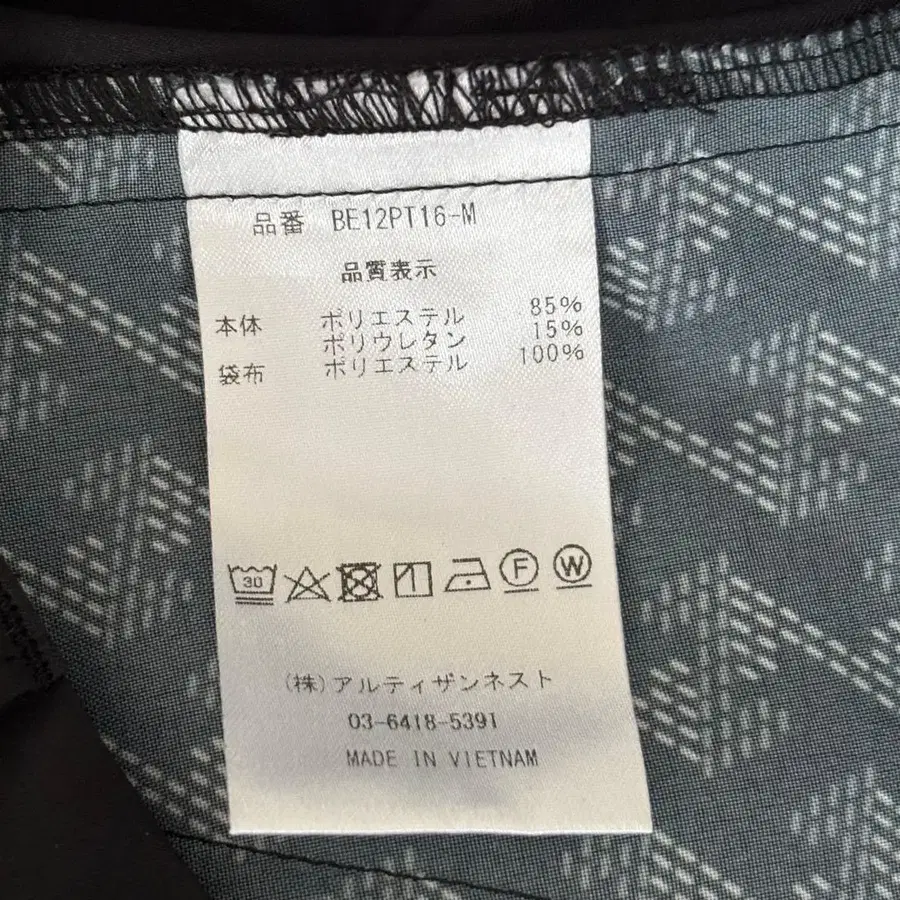 品番 BE12PT16-M
品質表示
本体 ポリエステル 85%
ポリウレタン 15%
袋布 ポリエステル 100%
30 F W
(株)アルティザンネスト
03-6418-5391
MADE IN VIETNAM